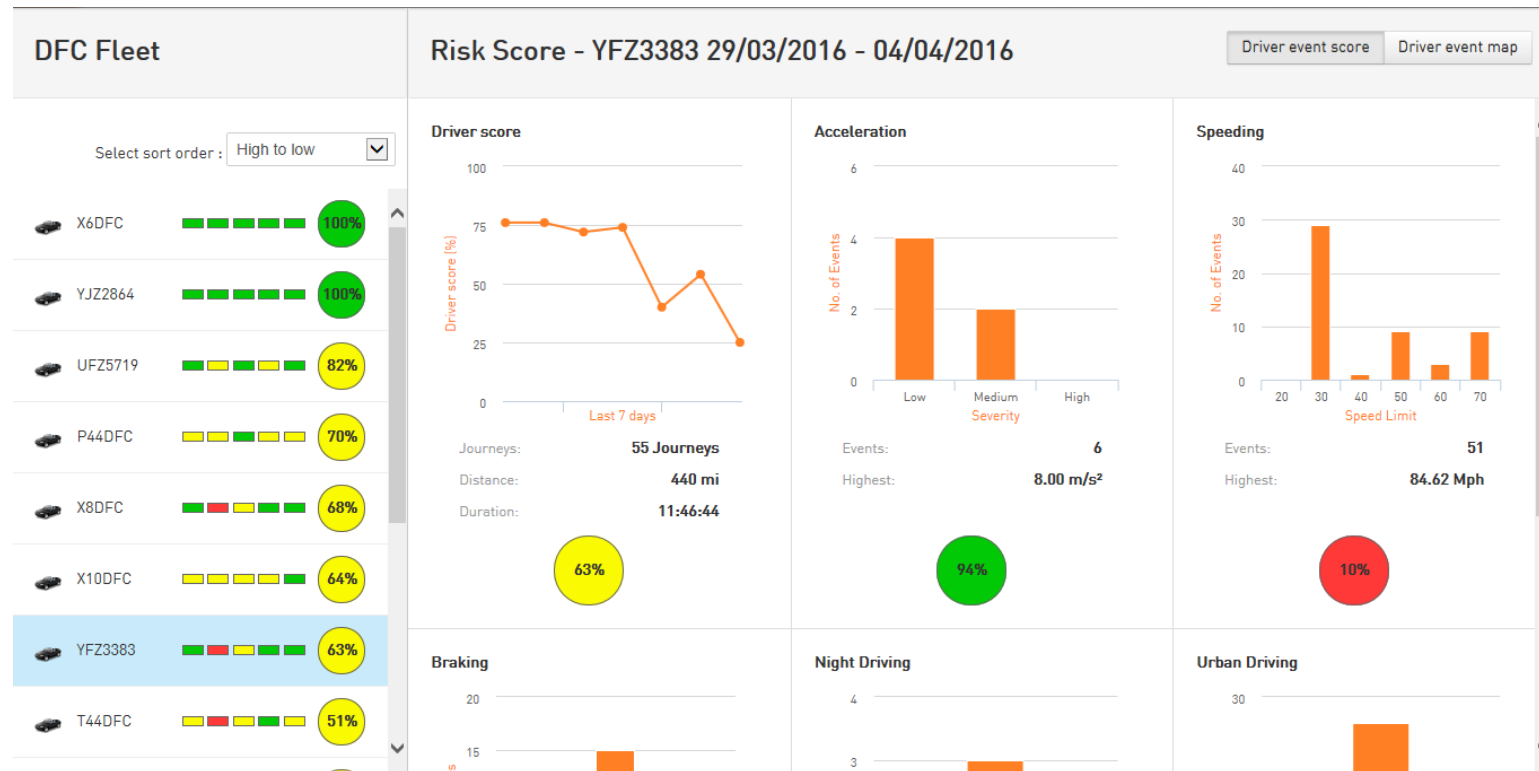 DFC Fleet
Risk Score - YFZ3383 29/03/2016 - 04/04/2016
Driver event score
Driver event map
Select sort order :
High to low
X6DFC
100%
YJZ2864
100%
UFZ5719
82%
P44DFC
70%
X8DFC
68%
X10DFC
64%
YFZ3383
63%
T44DFC
51%
Driver score
100
75
50
25
0
Driver score (%)
Last 7 days
Journeys: 55 Journeys
Distance: 440 mi
Duration: 11:46:44
63%
Acceleration
6
4
2
0
No. of Events
Low Medium High
Severity
Events: 6
Highest: 8.00 m/s²
94%
Speeding
40
30
20
10
0
No. of Events
20 30 40 50 60 70
Speed Limit
Events: 51
Highest: 84.62 Mph
10%
Braking
20
15
Night Driving
4
3
Urban Driving
30